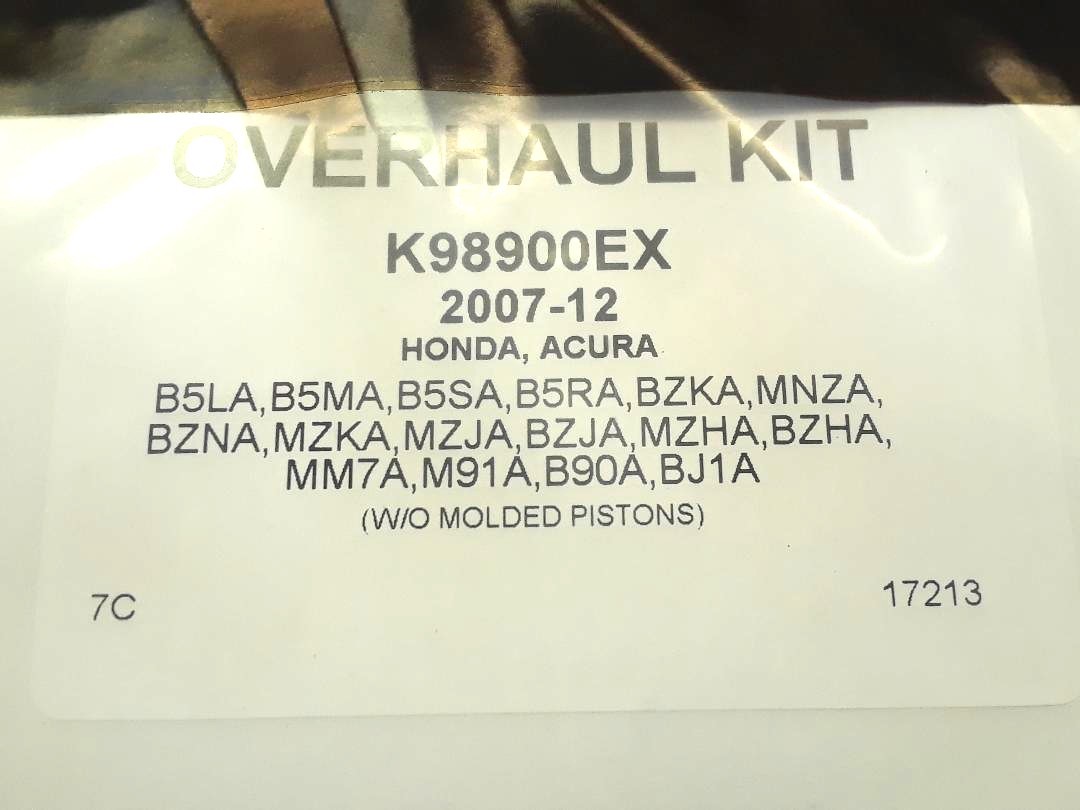 OVERHAUL KIT
K98900EX
2007-12
HONDA, ACURA
B5LA,B5MA,B5SA,B5RA,BZKA,MNZA,
BZNA,MZKA,MZJA,BZJA,MZHA,BZHA,
MM7A,M91A,B90A,BJ1A
(W/O MOLDED PISTONS)
7C 17213